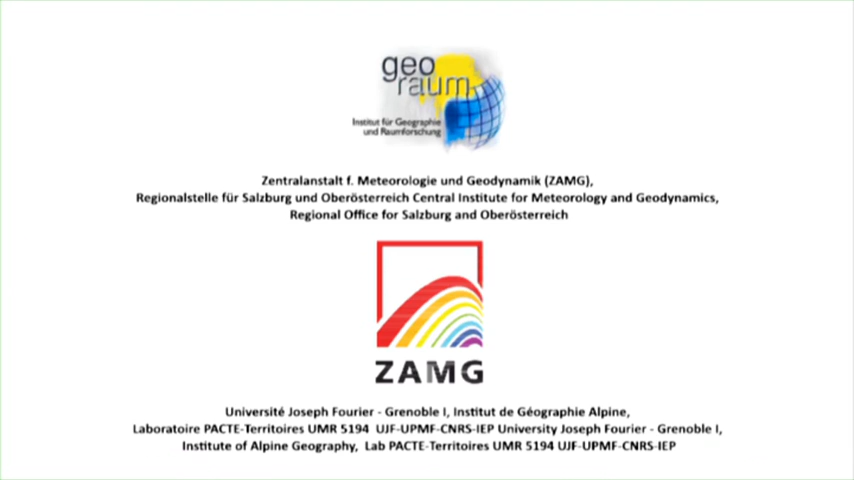 geo
raum
Institut für Geographie
und Raumforschung
Zentralanstalt f. Meteorologie und Geodynamik (ZAMG),
Regionalstelle für Salzburg und Oberösterreich Central Institute for Meteorology and Geodynamics,
Regional Office for Salzburg and Oberösterreich
ZAMG
Université Joseph Fourier - Grenoble I, Institut de Géographie Alpine,
Laboratoire PACTE-Territoires UMR 5194 UJF-UPMF-CNRS-IEP University Joseph Fourier - Grenoble I,
Institute of Alpine Geography, Lab PACTE-Territoires UMR 5194 UJF-UPMF-CNRS-IEP